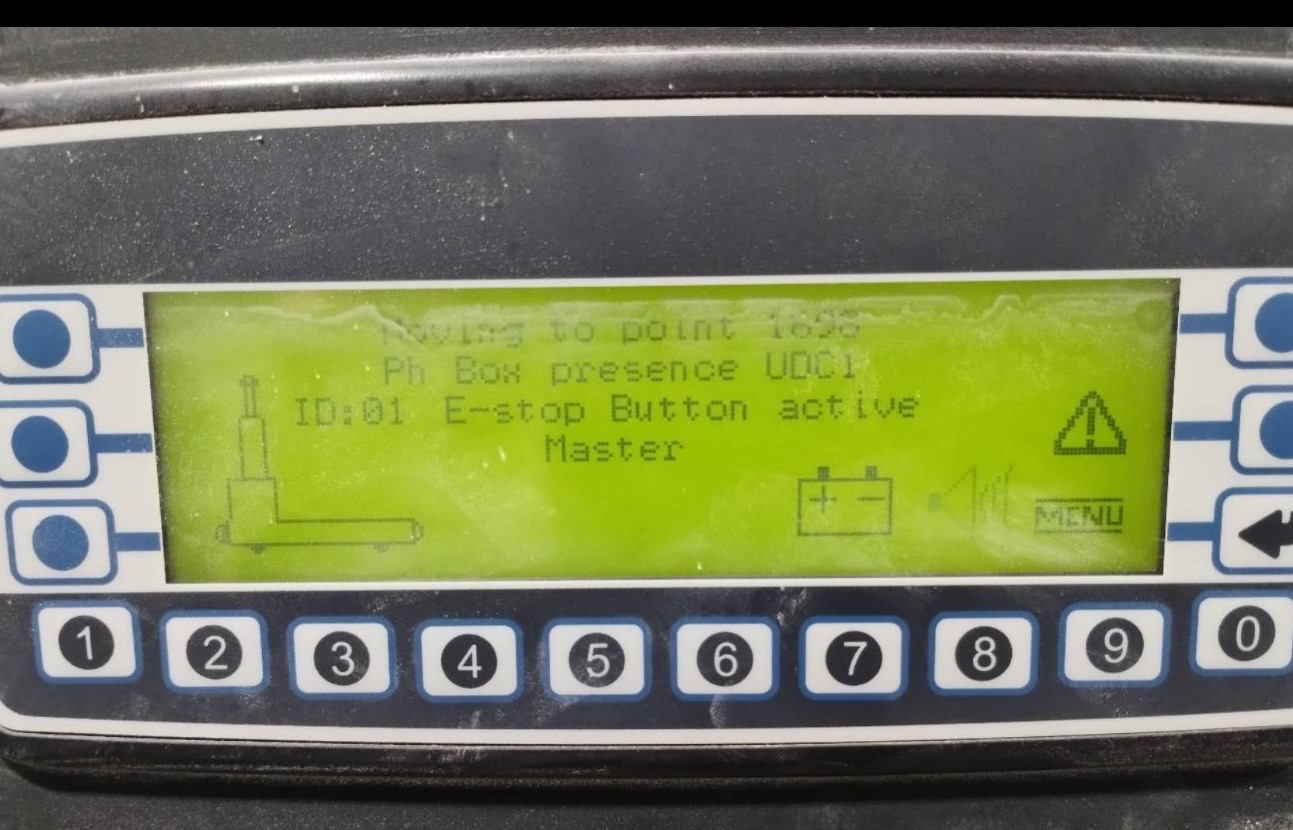 Moving to point 1698
Ph Box presence UDC1
ID:01 E-stop Button active
Master
+ -
MENU
1 2 3 4 5 6 7 8 9 0